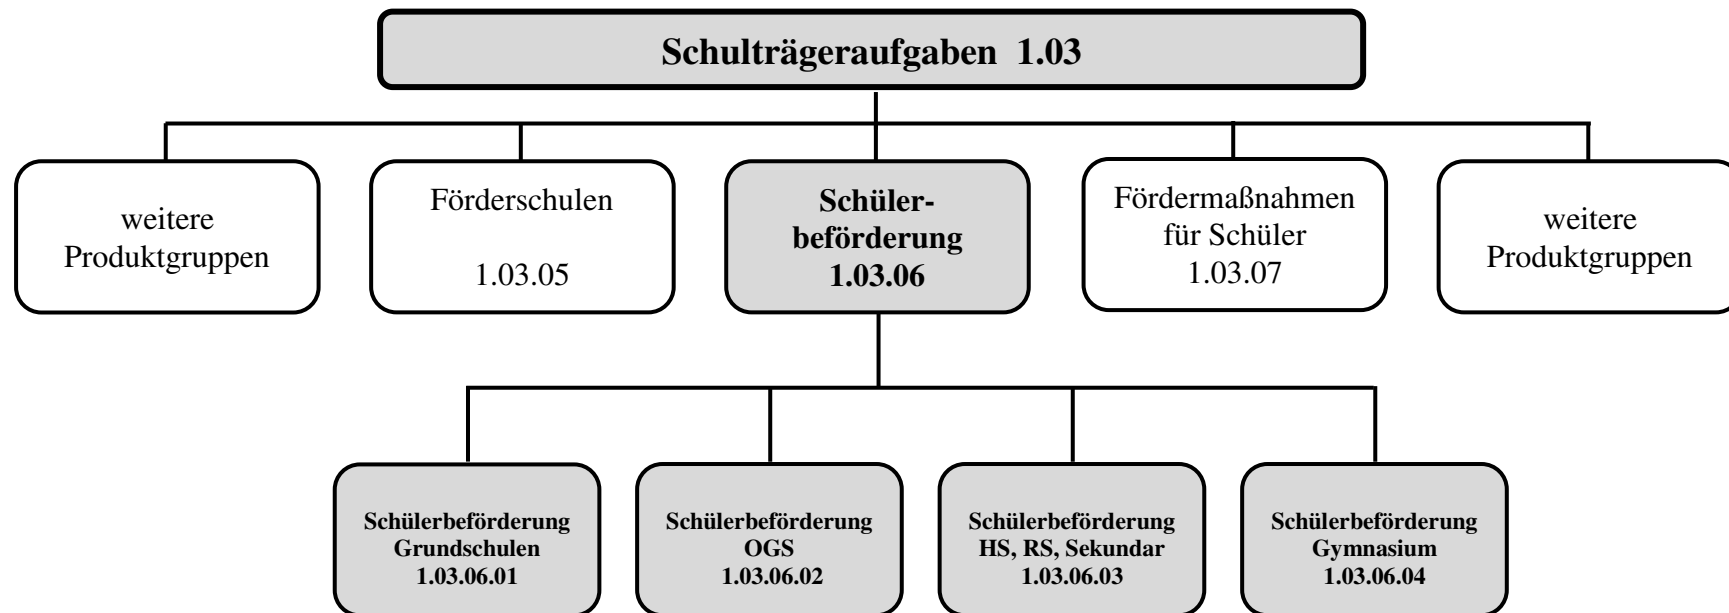 Schulträgeraufgaben 1.03
weitere
Produktgruppen
Förderschulen
1.03.05
Schüler-
beförderung
1.03.06
Fördermaßnahmen
für Schüler
1.03.07
weitere
Produktgruppen
Schülerbeförderung
Grundschulen
1.03.06.01
Schülerbeförderung
OGS
1.03.06.02
Schülerbeförderung
HS, RS, Sekundar
1.03.06.03
Schülerbeförderung
Gymnasium
1.03.06.04